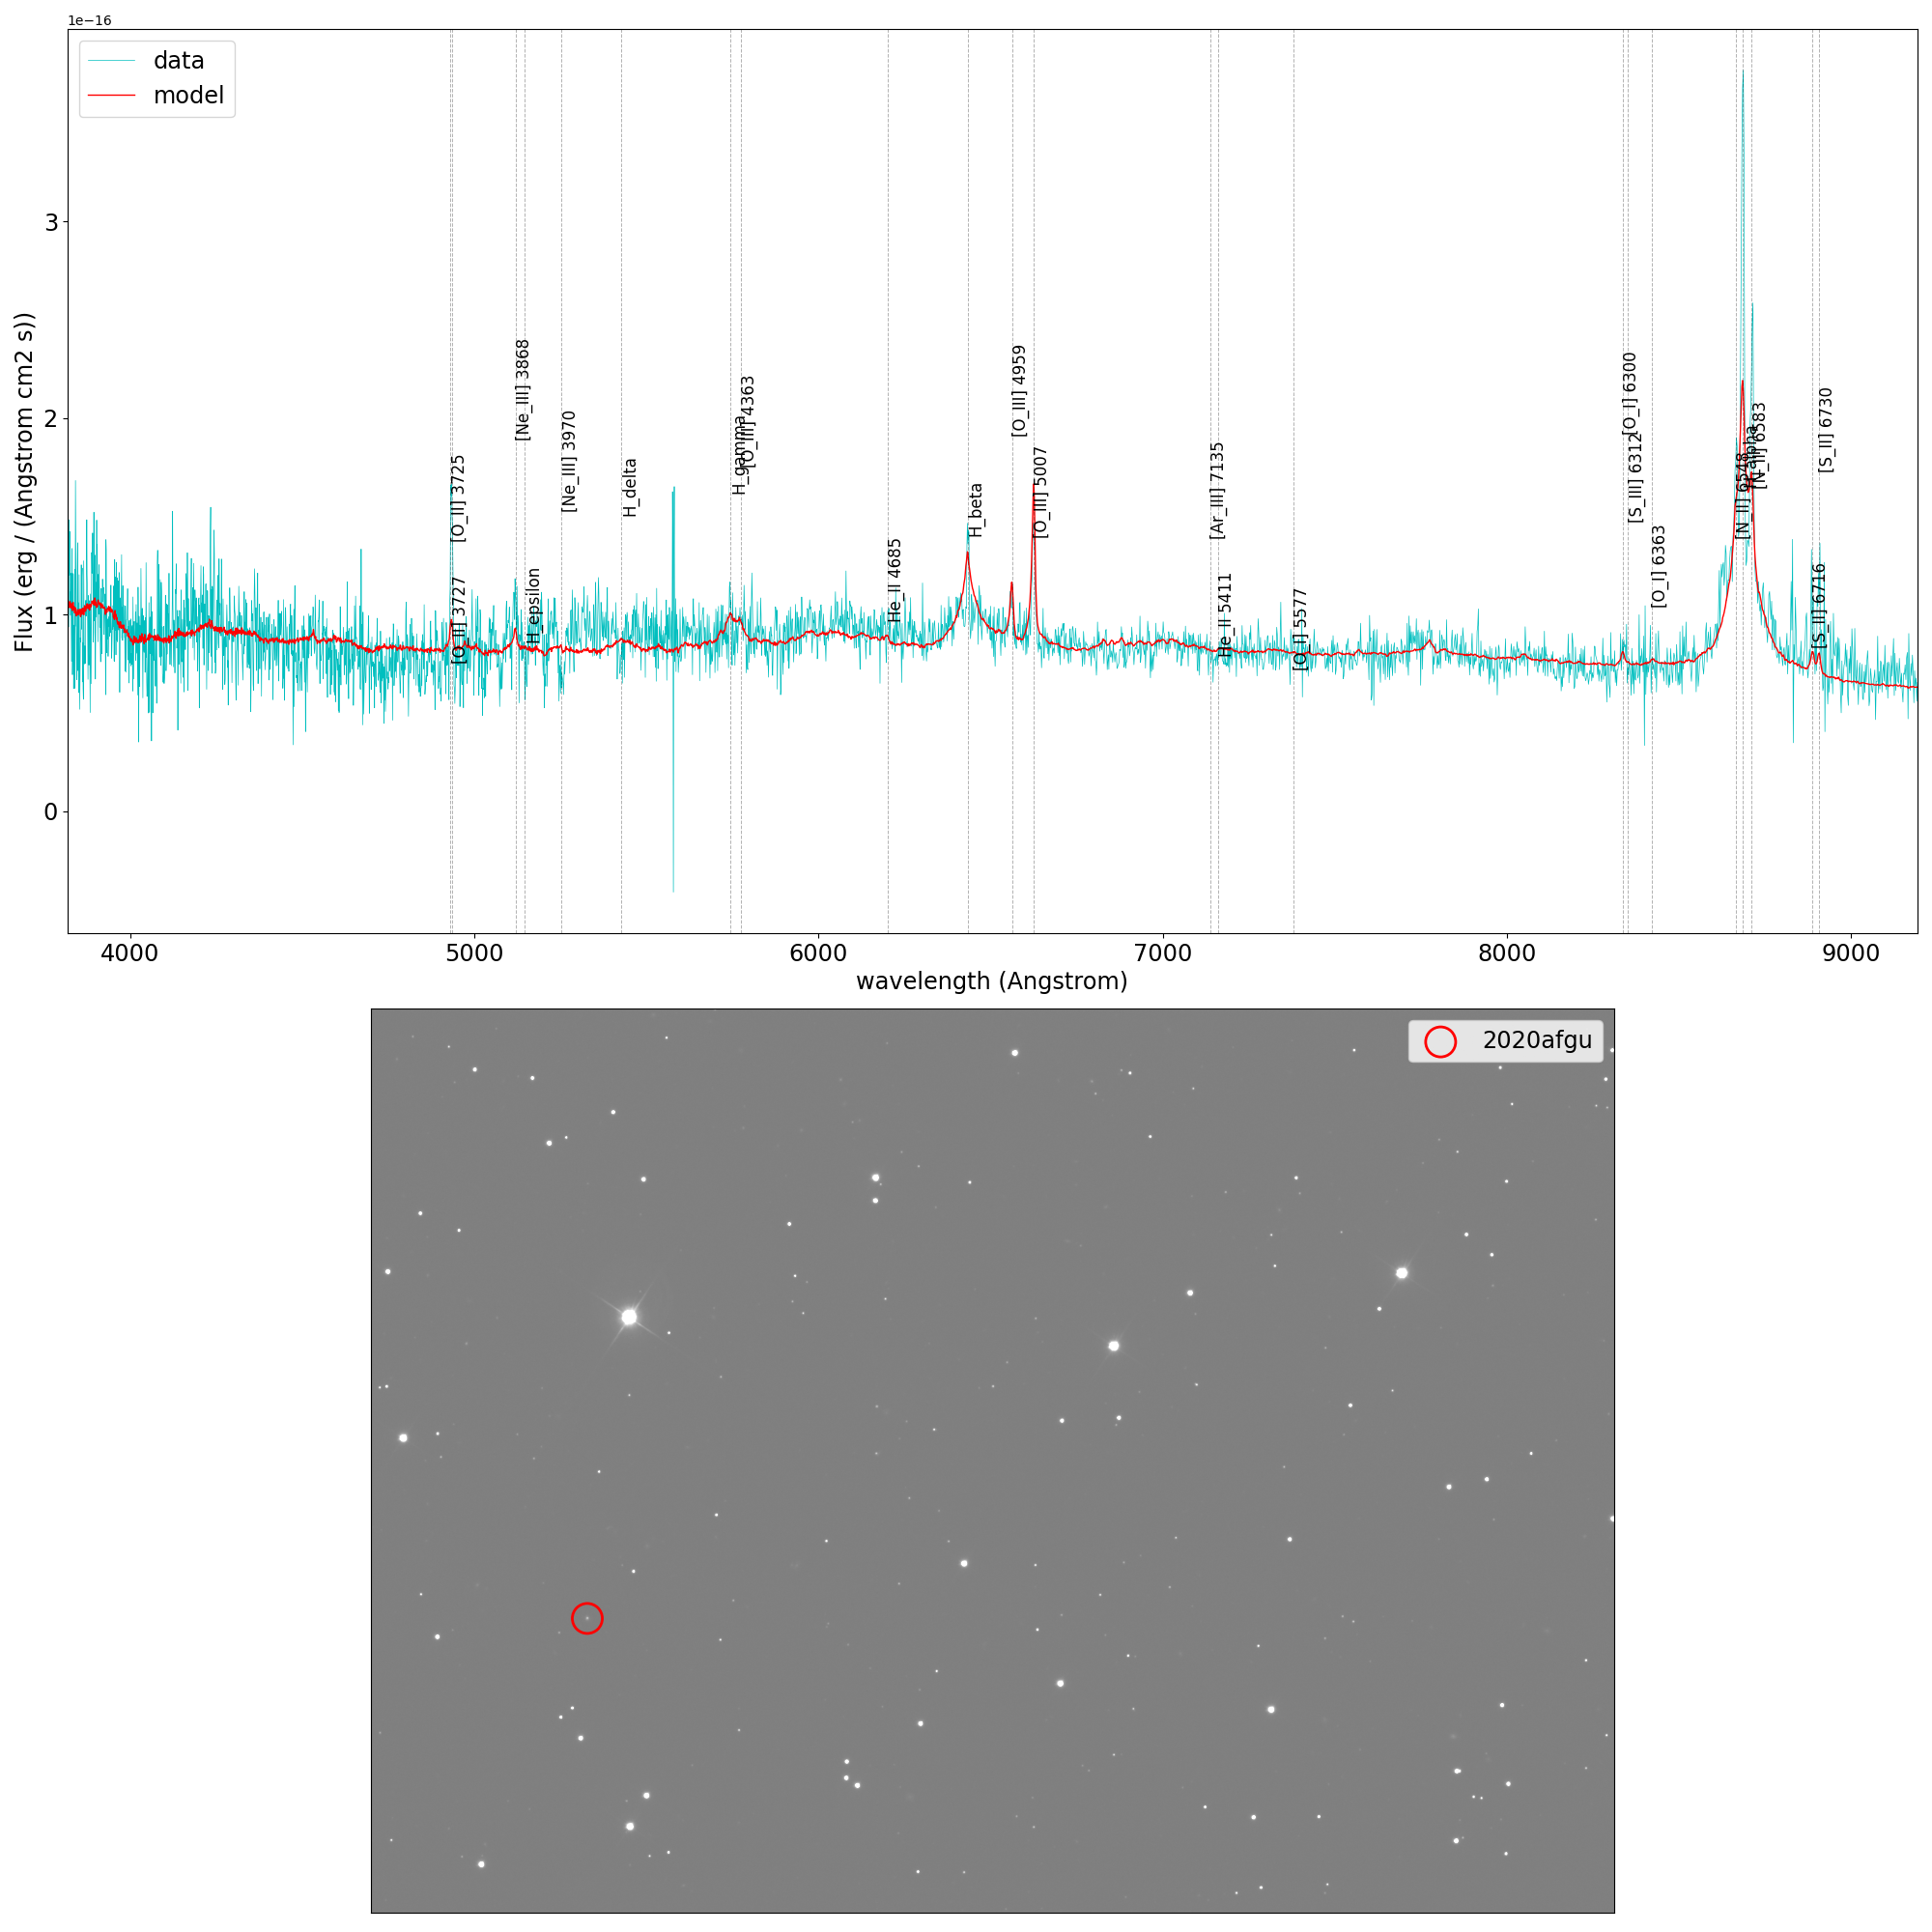 1e−16
data
model
Flux (erg / (Angstrom cm2 s))
3
2
1
0
[O_II] 3725
[O_II] 3727
[Ne_III] 3868
H_epsilon
[Ne_III] 3970
H_delta
H_gamma
[O_III] 4363
He_II 4685
H_beta
[O_III] 4959
[O_III] 5007
[Ar_III] 7135
He_II 5411
[O_I] 5577
[O_I] 6300
[S_III] 6312
[O_I] 6363
[N_II] 6548
H_alpha
[N_II] 6583
[S_II] 6716
[S_II] 6730
4000 5000 6000 7000 8000 9000
wavelength (Angstrom)
2020afgu